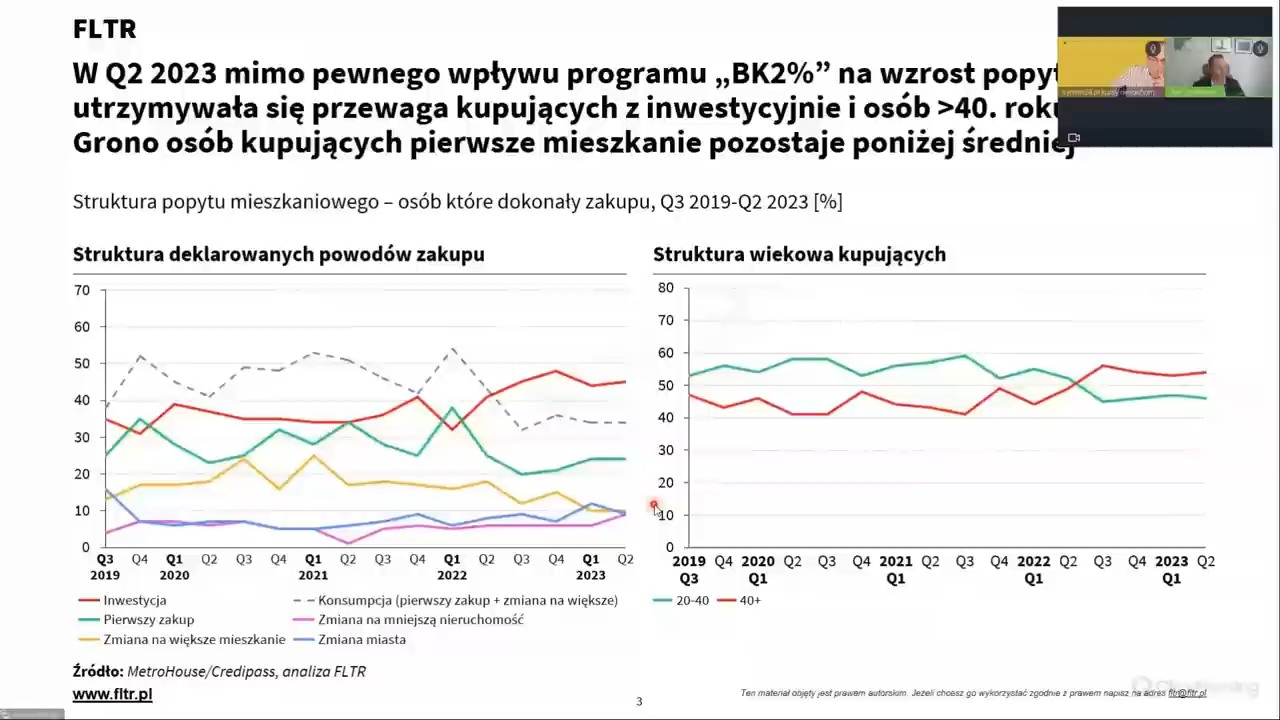 FLTR
W Q2 2023 mimo pewnego wpływu programu „BK2%” na wzrost
utrzymywała się przewaga kupujących z inwestycyjnie i osób >40.
Grono osób kupujących pierwsze mieszkanie pozostaje poniżej średniej
Struktura popytu mieszkaniowego – osób które dokonały zakupu, Q3 2019-Q2 2023 [%]
Struktura deklarowanych powodów zakupu
70
60
50
40
30
20
10
0
Q3 Q4 Q1 Q2 Q3 Q4 Q1 Q2 Q3 Q4 Q1 Q2 Q3 Q4 Q1 Q2
2019 2020 2021 2022 2023
Inwestycja
Konsumpcja (pierwszy zakup + zmiana na większe)
Pierwszy zakup
Zmiana na mniejszą nieruchomość
Zmiana na większe mieszkanie
Zmiana miasta
Struktura wiekowa kupujących
80
70
60
50
40
30
20
10
0
2019 Q4 2020 Q2 Q3 Q4 2021 Q2 Q3 Q4 2022 Q2 Q3 Q4 2023 Q2
Q3 Q1 Q1 Q1 Q1
20-40 40+
Źródło: MetroHouse/Credipass, analiza FLTR
www.fltr.pl
3
Ten materiał objęty jest prawem autorskim. Jeżeli chcesz go wykorzystać zgodnie z prawem napisz na adres fltr@fltr.pl